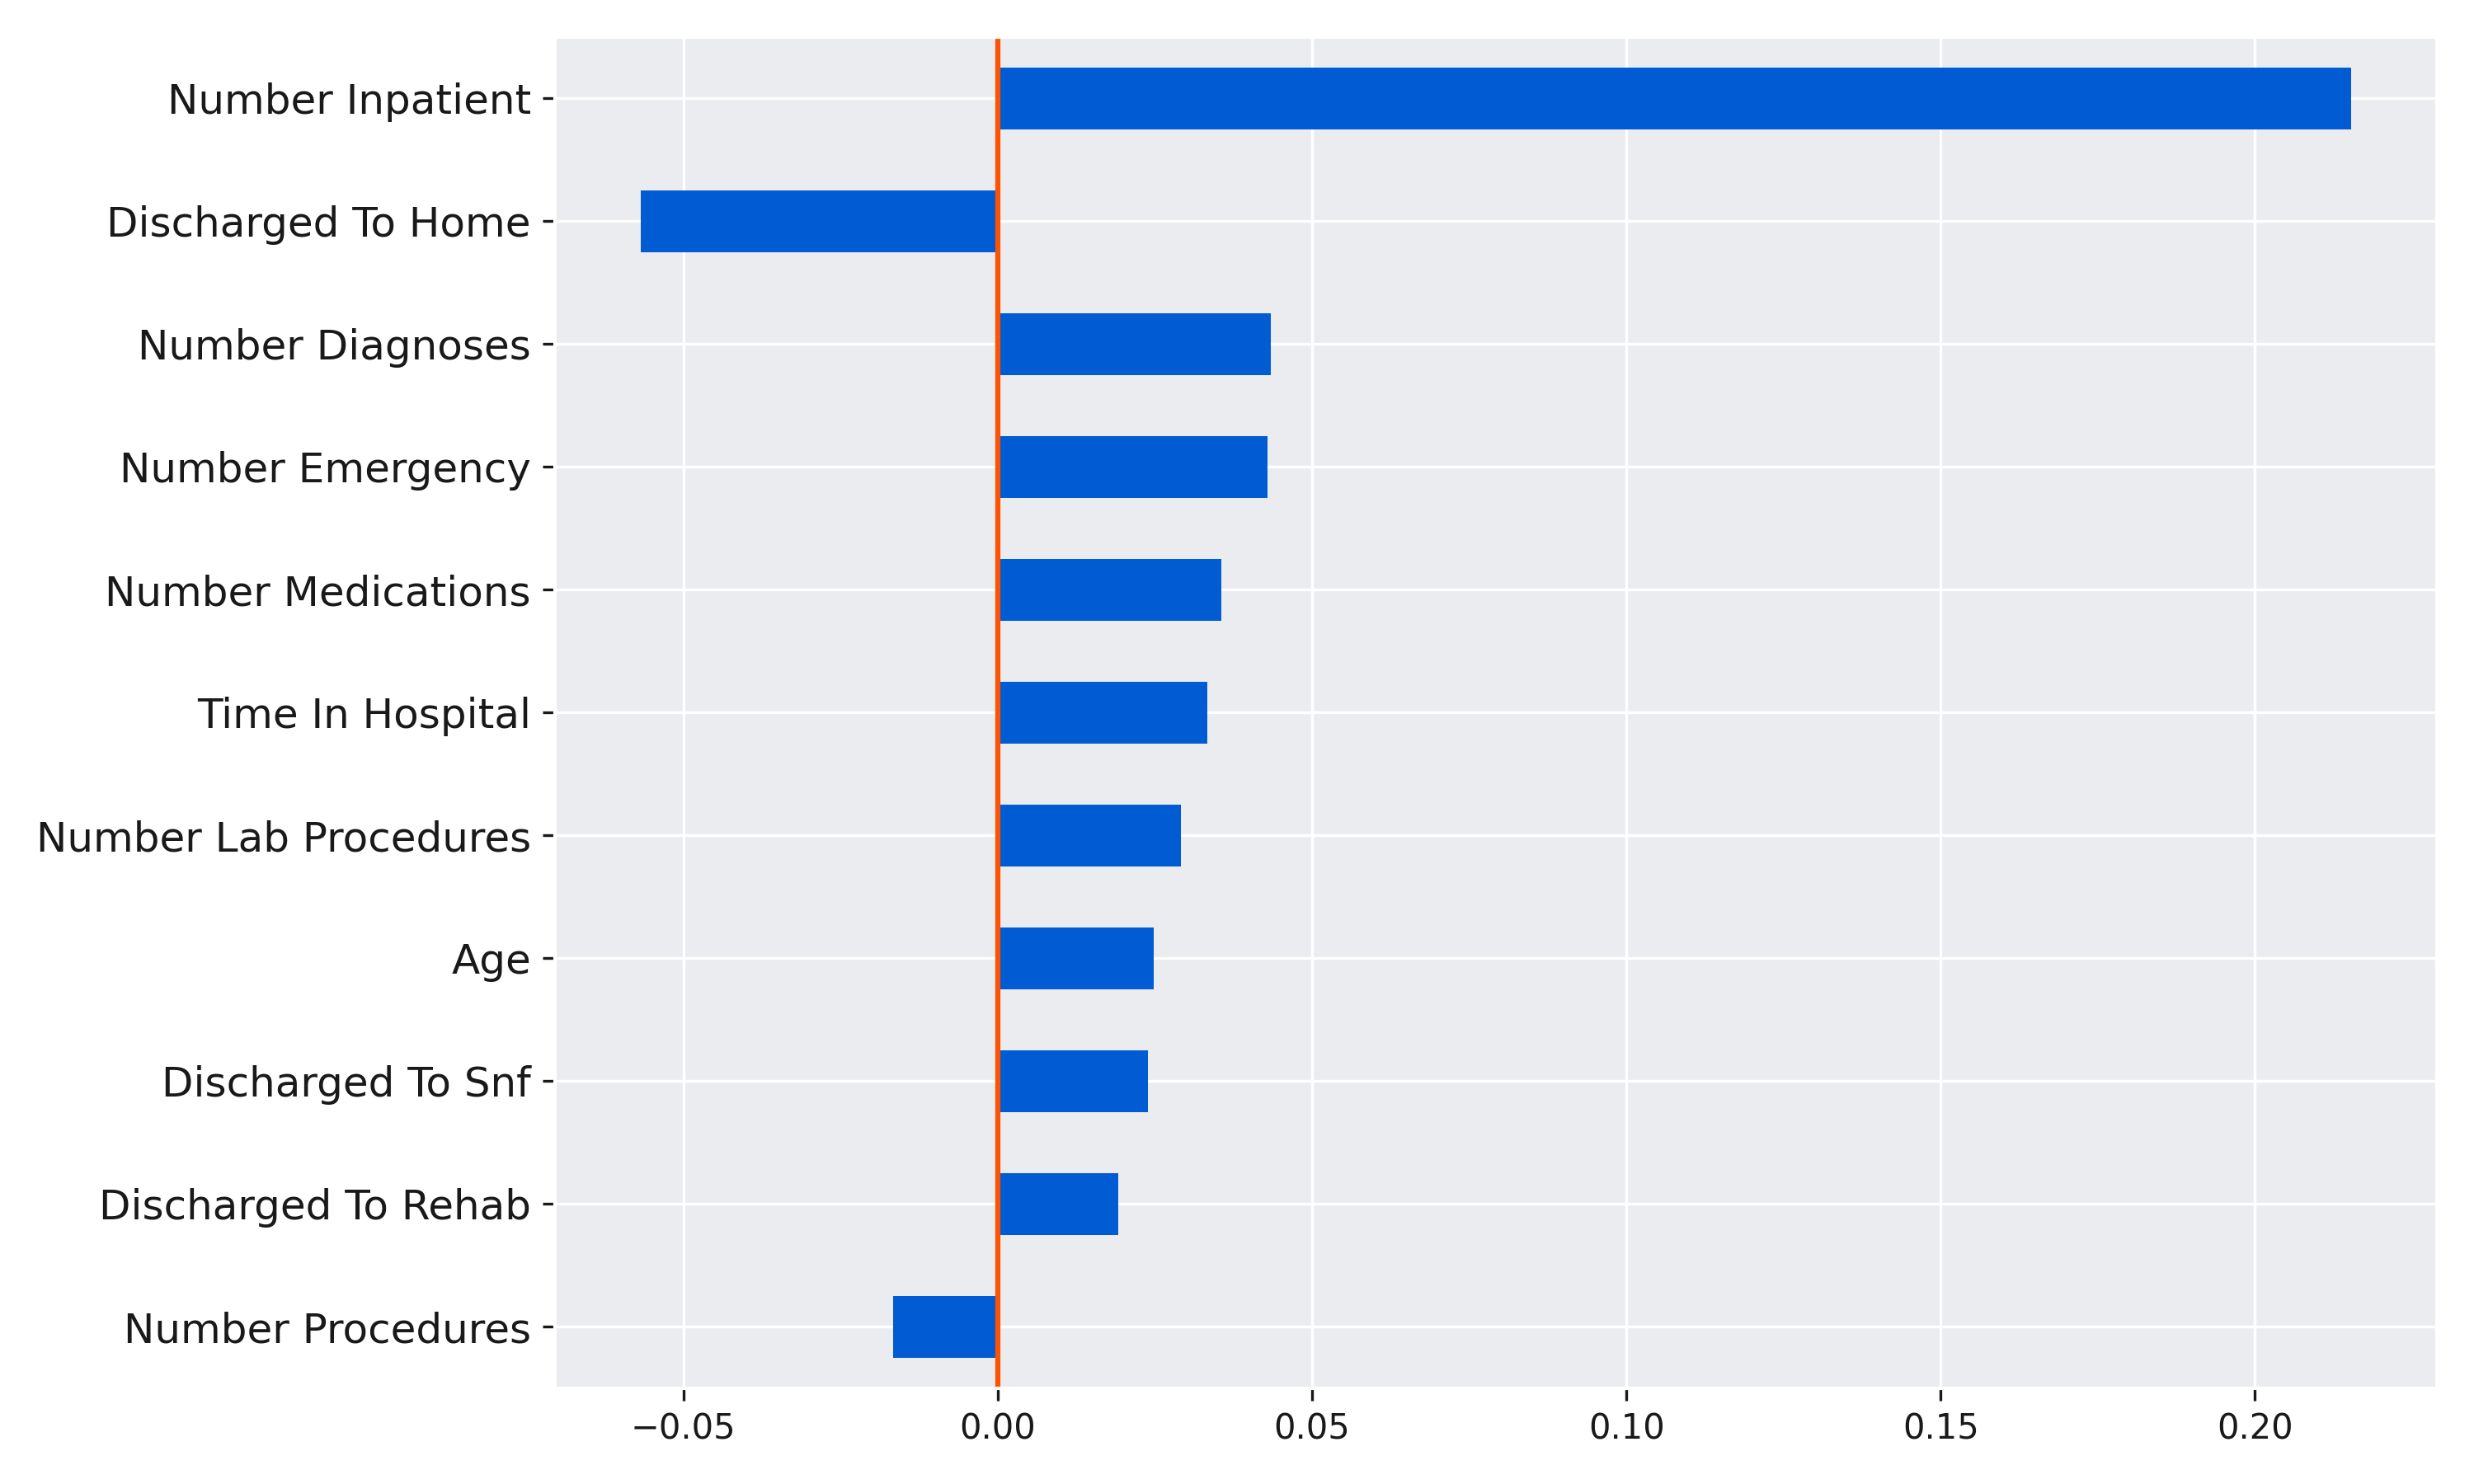 Number Inpatient
Discharged To Home
Number Diagnoses
Number Emergency
Number Medications
Time In Hospital
Number Lab Procedures
Age
Discharged To Snf
Discharged To Rehab
Number Procedures
−0.05 0.00 0.05 0.10 0.15 0.20